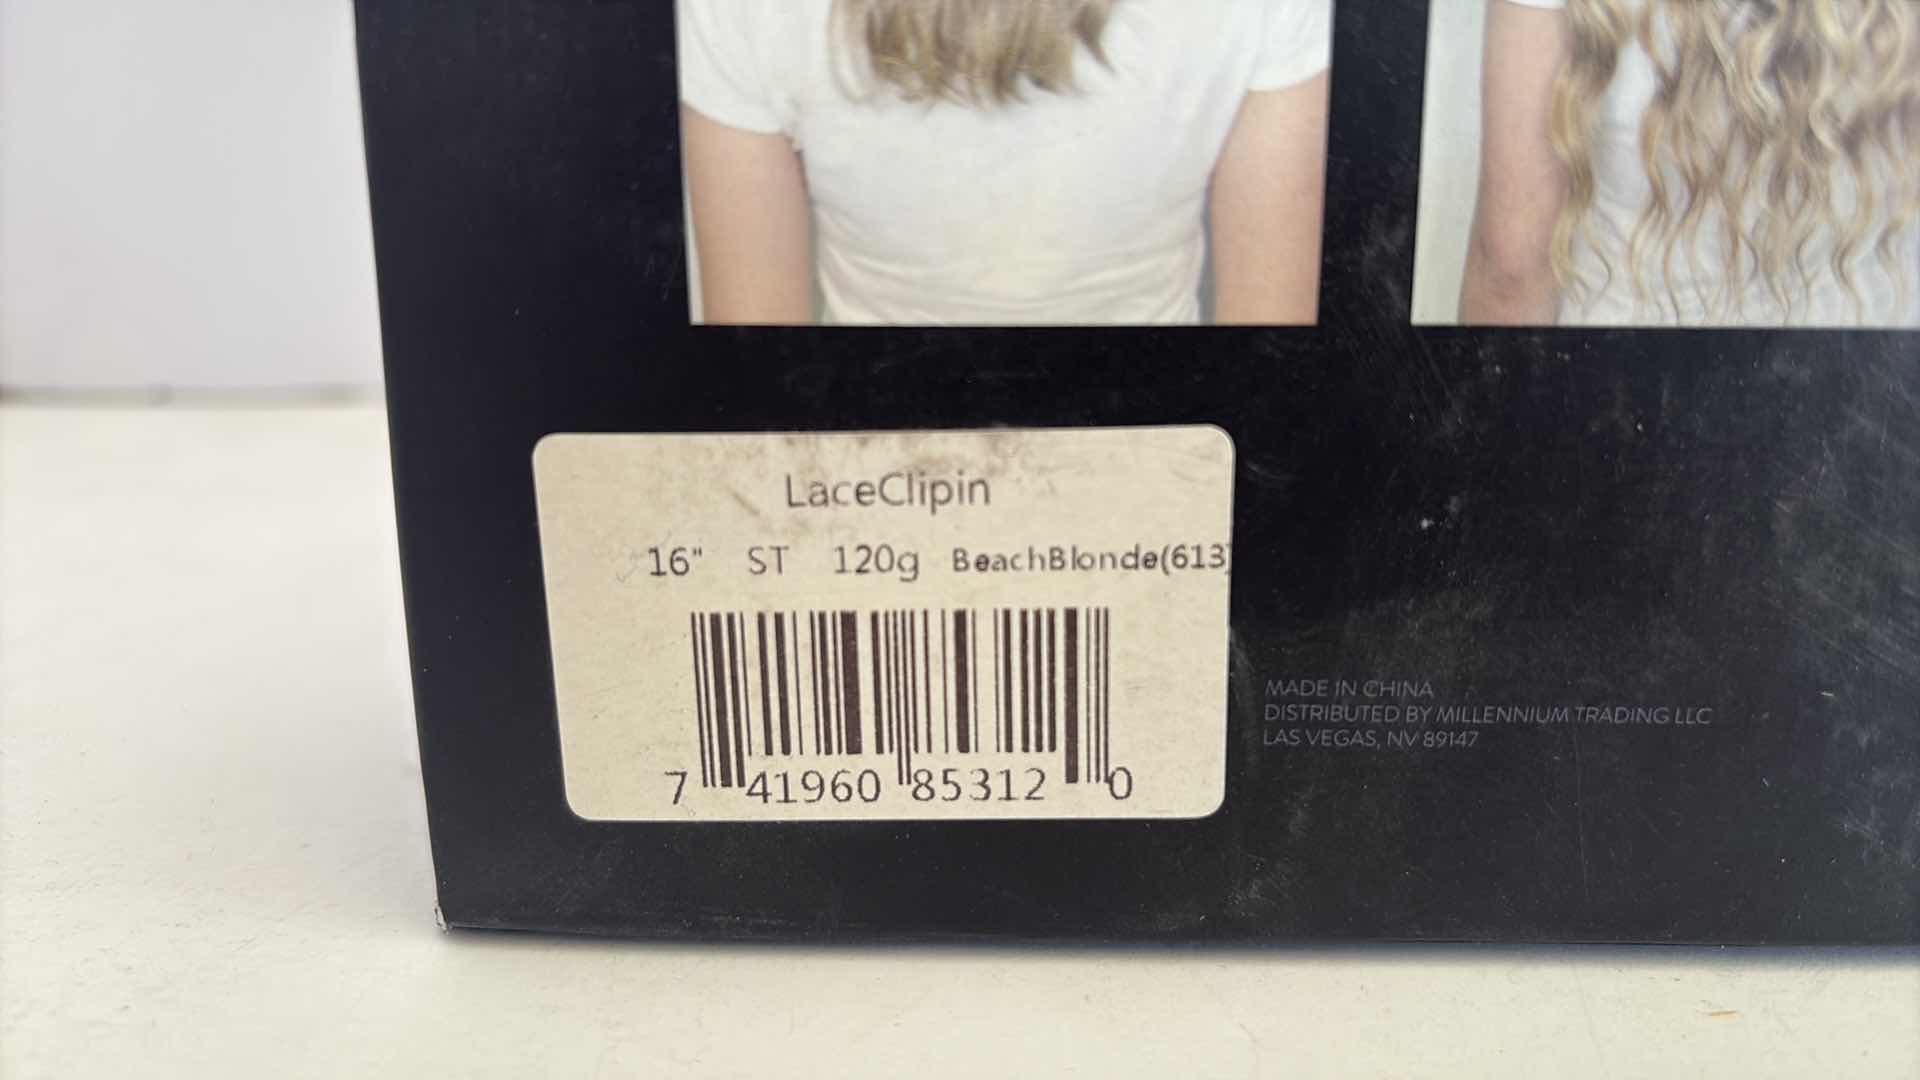 LaceClipin
16" ST 120g BeachBlonde(613)
7 41960 85312 0
MADE IN CHINA
DISTRIBUTED BY MILLENNIUM TRADING LLC
LAS VEGAS, NV 89147